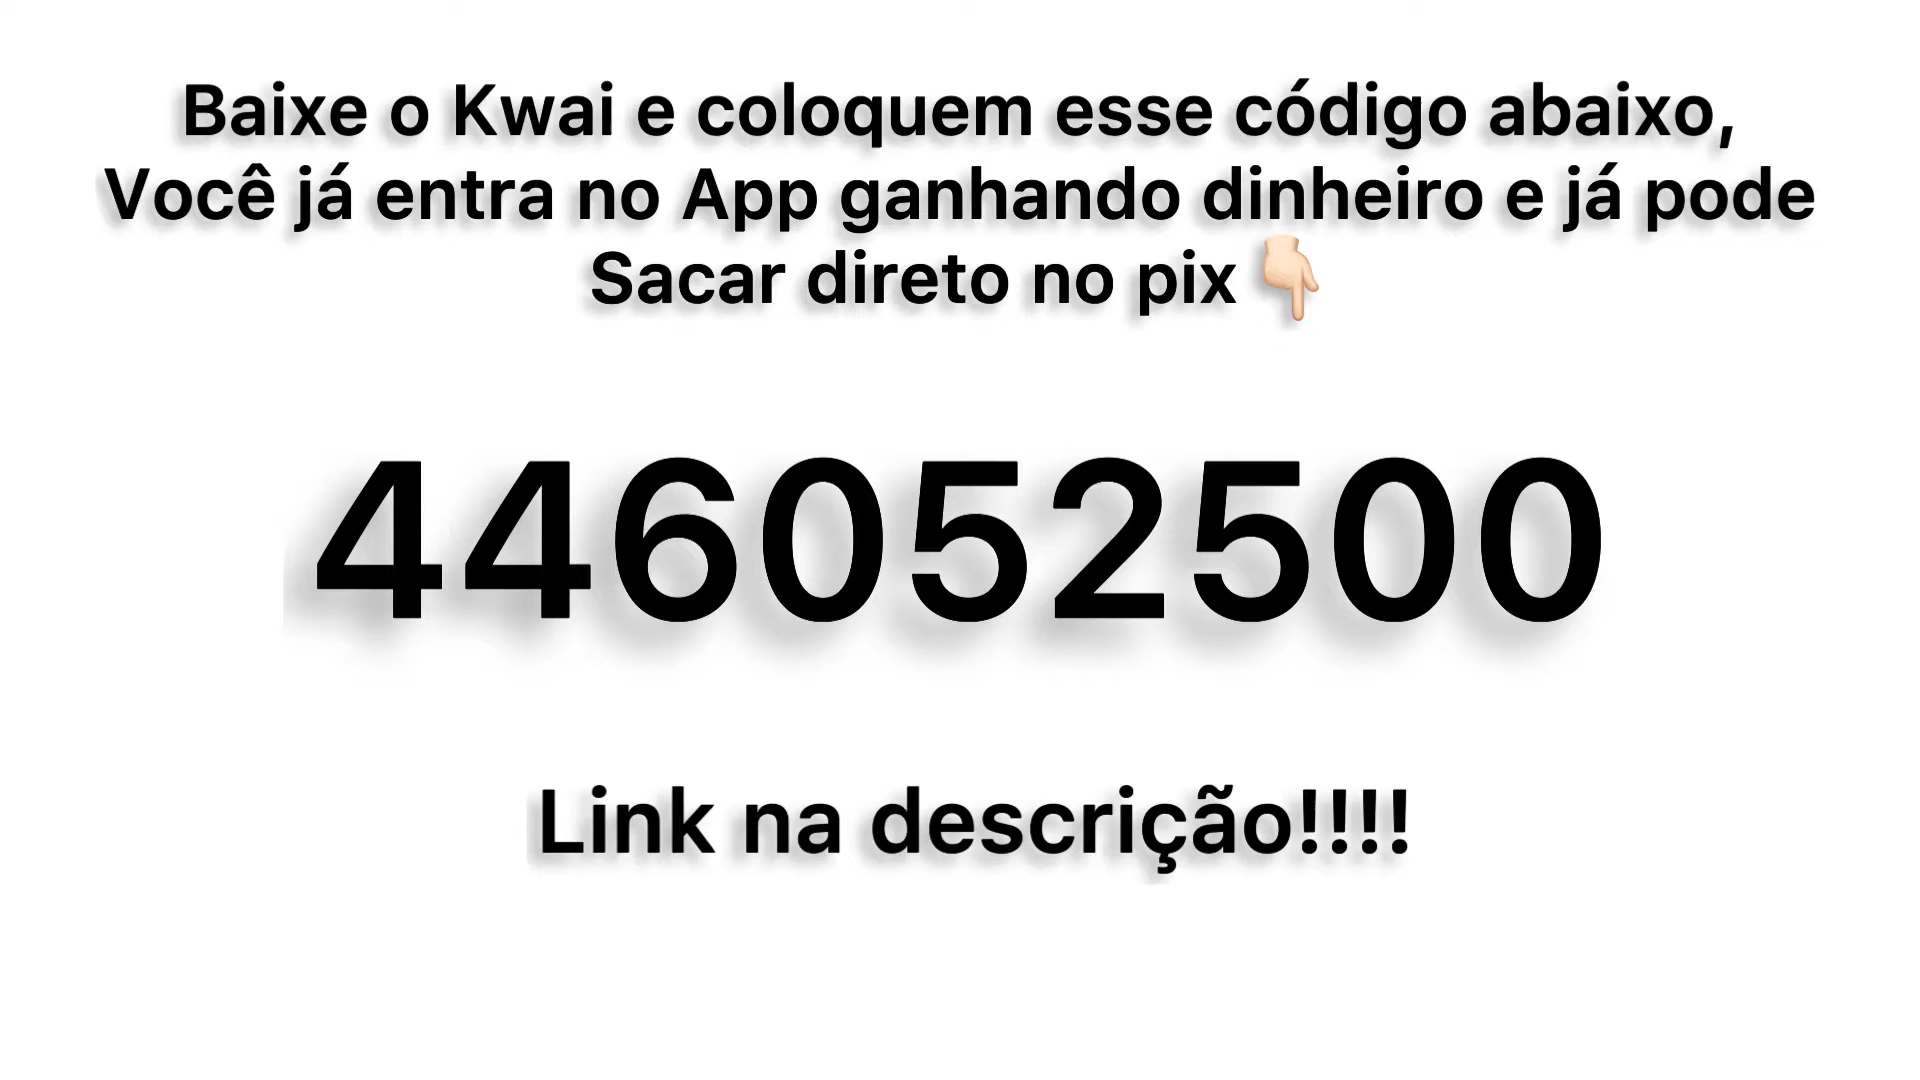 Baixe o Kwai e coloquem esse código abaixo,
Você já entra no App ganhando dinheiro e já pode
Sacar direto no pix 👇🏻
446052500
Link na descrição!!!!